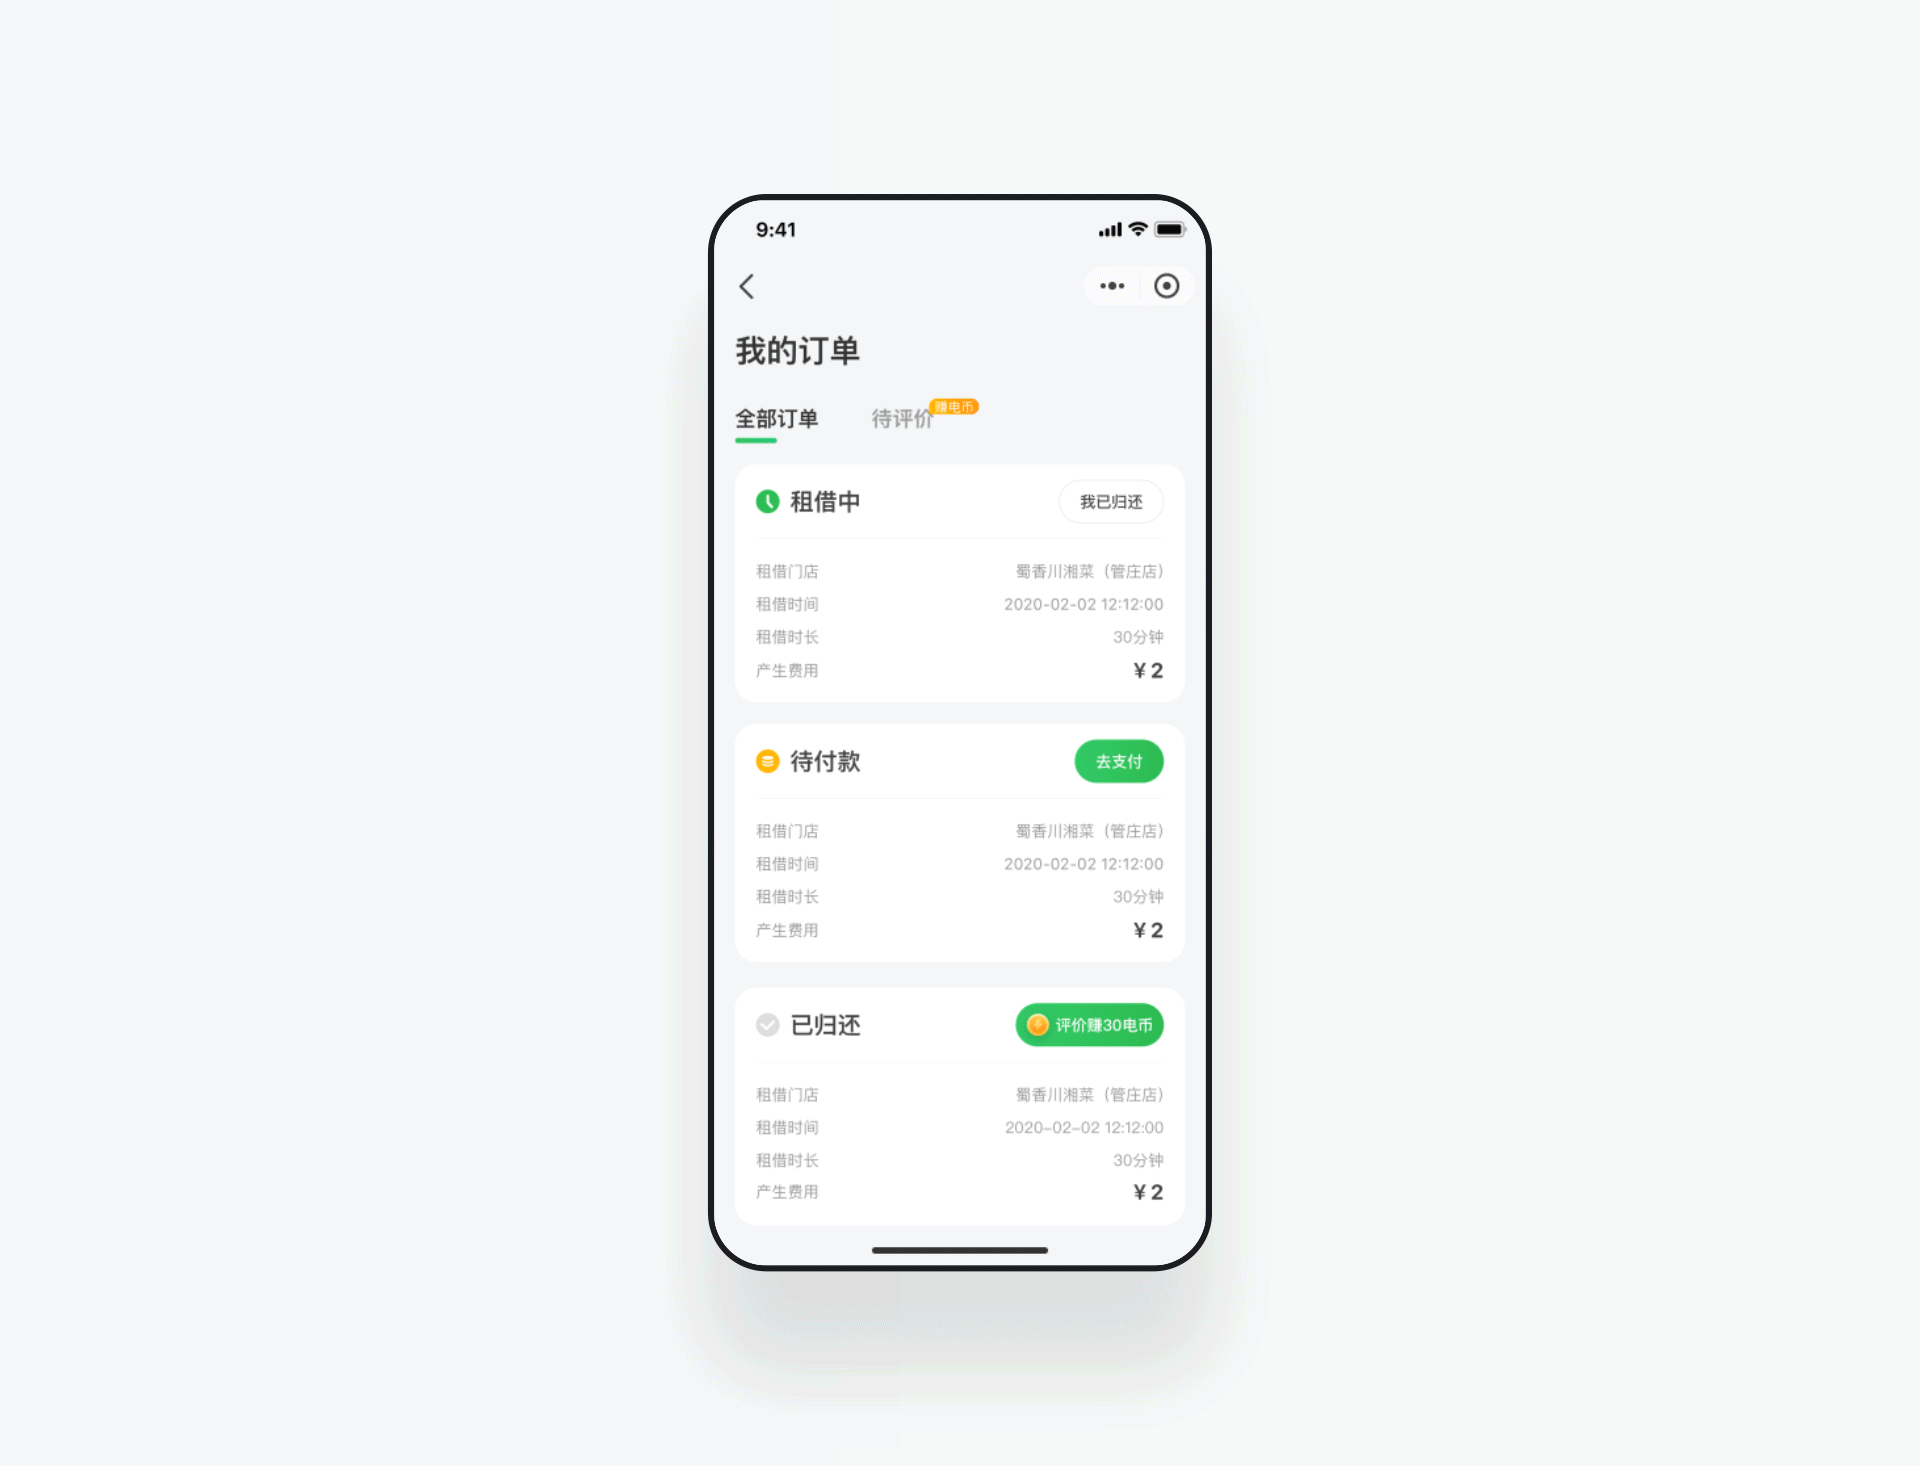 9:41
我的订单
全部订单 待评价 赚电币
租借中 我已归还
租借门店 蜀香川湘菜（管庄店）
租借时间 2020-02-02 12:12:00
租借时长 30分钟
产生费用 ¥ 2
待付款 去支付
租借门店 蜀香川湘菜（管庄店）
租借时间 2020-02-02 12:12:00
租借时长 30分钟
产生费用 ¥ 2
已归还 评价赚30电币
租借门店 蜀香川湘菜（管庄店）
租借时间 2020–02–02 12:12:00
租借时长 30分钟
产生费用 ¥ 2